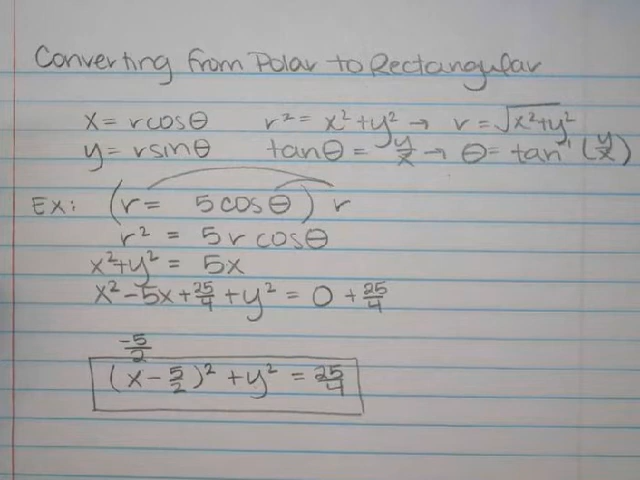 Converting from Polar to Rectangular
x = rcosθ r² = x² + y² → r = √x²+y²
y = rsinθ tanθ = y/x → θ = tan⁻¹ (y/x)
Ex: (r = 5cosθ) r
r² = 5rcosθ
x²+y² = 5x
x² - 5x + 25/4 + y² = 0 + 25/4
-5/2
(x - 5/2)² + y² = 25/4